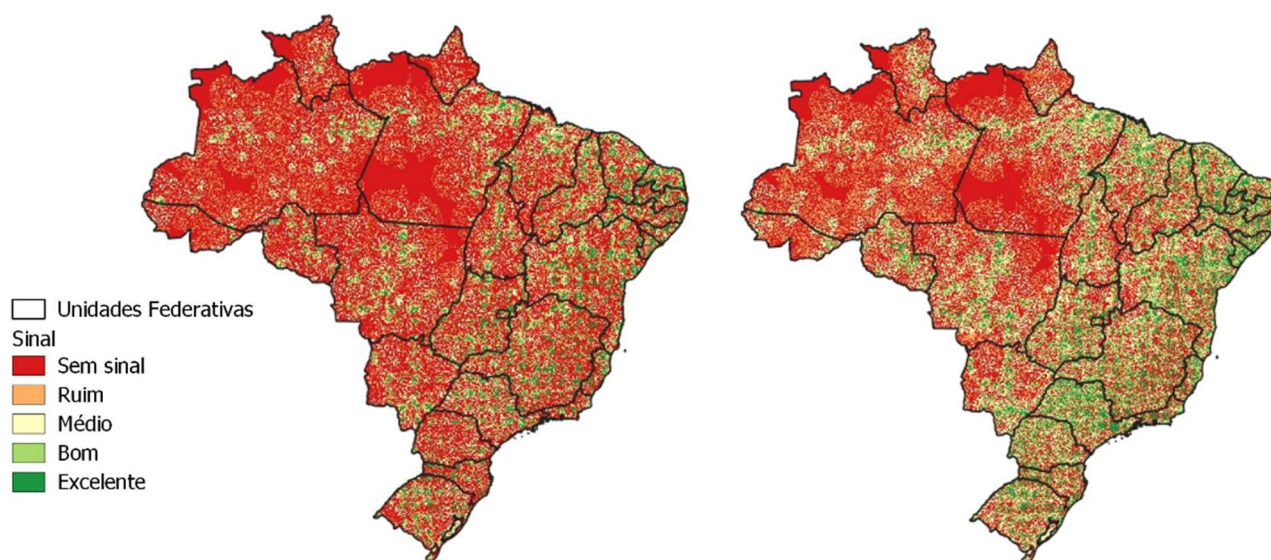 Unidades Federativas
Sinal
Sem sinal
Ruim
Médio
Bom
Excelente